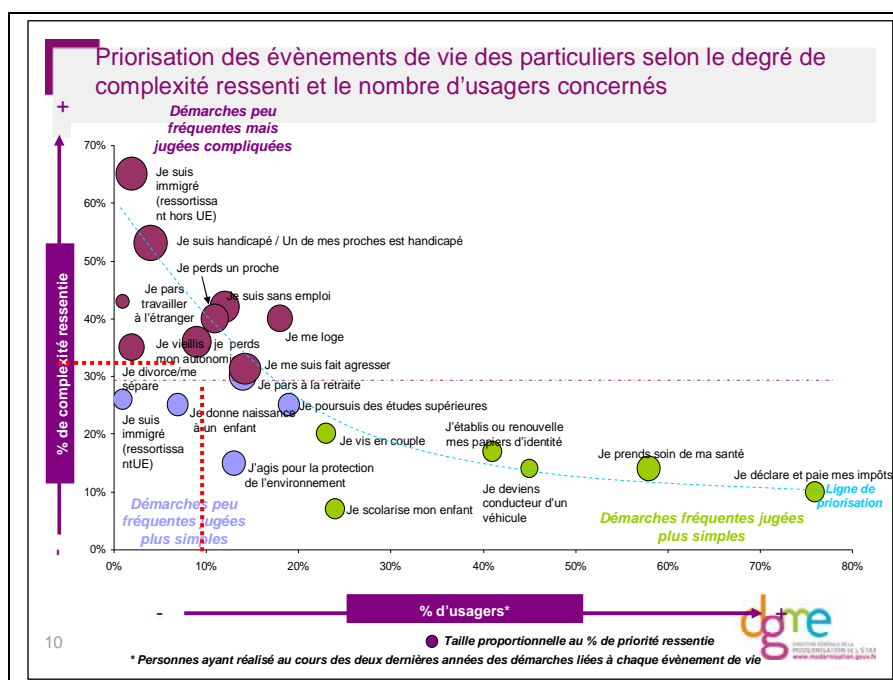 Priorisation des évènements de vie des particuliers selon le degré de
complexité ressenti et le nombre d'usagers concernés
+
Démarches peu
fréquentes mais
jugées compliquées
% de complexité ressentie
-
70%
60%
50%
40%
30%
20%
10%
0%
Je suis
immigré
(ressortissa
nt hors UE)
Je suis handicapé / Un de mes proches est handicapé
Je perds un proche
Je pars
travailler
à l'étranger
Je suis sans emploi
Je me loge
Je vieillis, je perds
mon autonomie
Je me suis fait agresser
Je divorce/me
sépare
Je pars à la retraite
Je suis
immigré
(ressortissa
ntUE)
Je donne naissance
à un enfant
Je poursuis des études supérieures
J'agis pour la protection
de l'environnement
Je vis en couple
J'établis ou renouvelle
mes papiers d'identité
Je scolarise mon enfant
Je deviens
conducteur d'un
véhicule
Je prends soin de ma santé
Je déclare et paie mes impôts
Ligne de
priorisation
Démarches peu
fréquentes jugées
plus simples
Démarches fréquentes jugées
plus simples
0% 10% 20% 30% 40% 50% 60% 70% 80%
- % d'usagers* +
Taille proportionnelle au % de priorité ressentie
* Personnes ayant réalisé au cours des deux dernières années des démarches liées à chaque évènement de vie
10
dgme
DIRECTION GÉNÉRALE DE LA
MODERNISATION DE L'ÉTAT